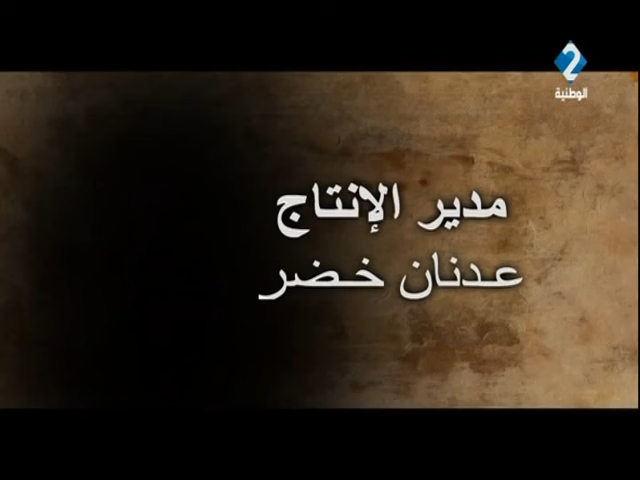 2
الوطنية
مدير الإنتاج
عدنان خضر